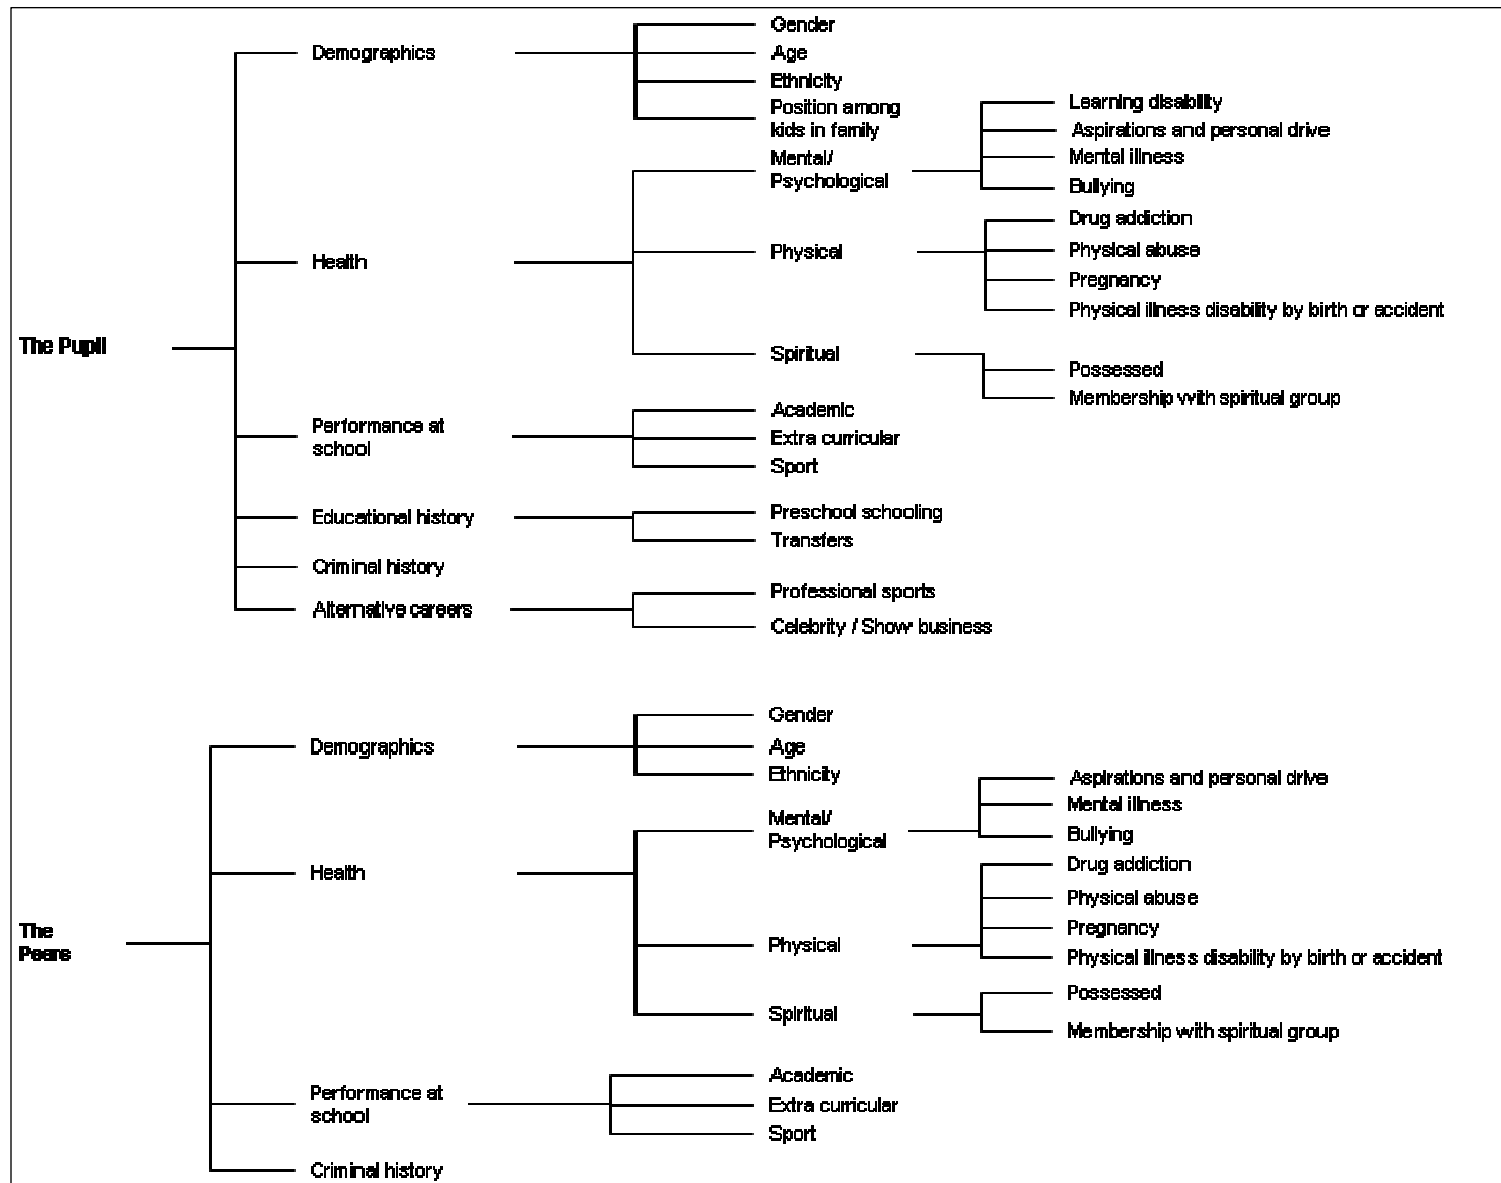 Gender
Demographics
Age
Ethnicity
Position among
kids in family
Learning disability
Aspirations and personal drive
Mental/
Psychological
Mental illness
Bullying
Drug addiction
Health
Physical
Physical abuse
Pregnancy
Physical illness disability by birth or accident
The Pupil
Spiritual
Possessed
Membership with spiritual group
Performance at
school
Academic
Extra curricular
Sport
Educational history
Preschool schooling
Transfers
Criminal history
Alternative careers
Professional sports
Celebrity / Show business
Gender
Demographics
Age
Ethnicity
Aspirations and personal drive
Mental/
Psychological
Mental illness
Bullying
Health
Drug addiction
Physical abuse
The
Peers
Pregnancy
Physical
Physical illness disability by birth or accident
Possessed
Spiritual
Membership with spiritual group
Performance at
school
Academic
Extra curricular
Sport
Criminal history